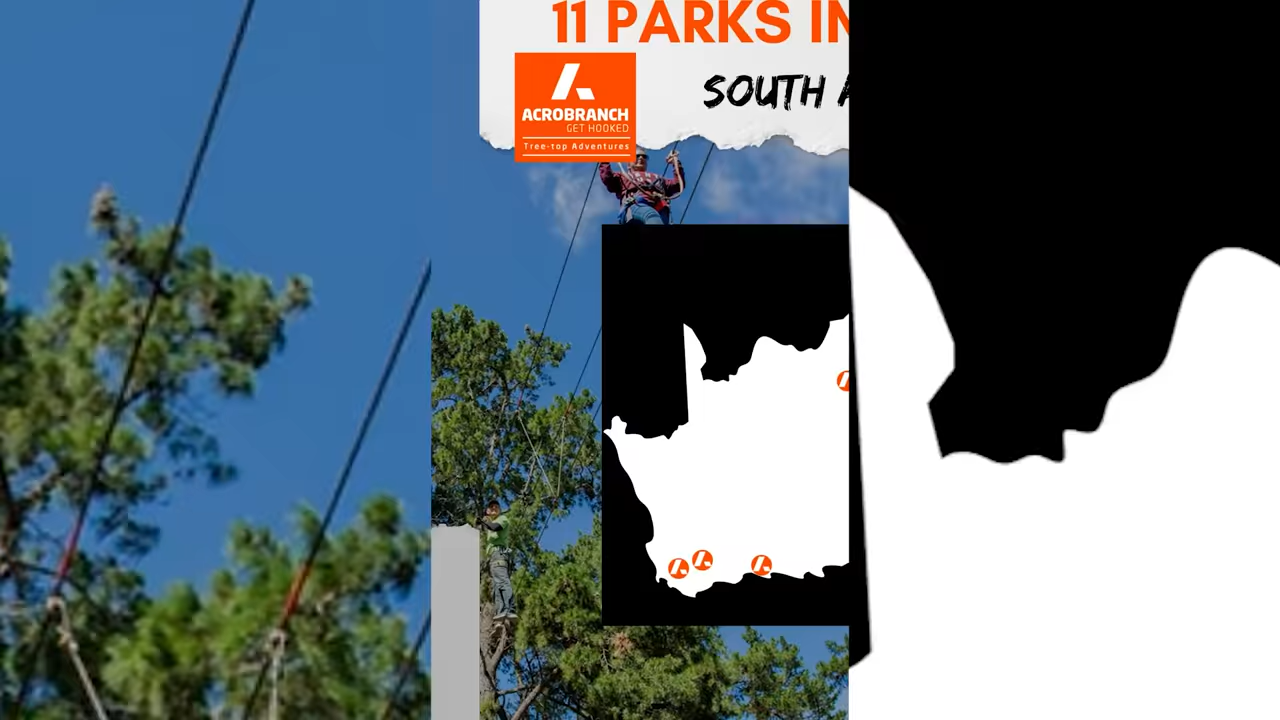 11 PARKS IN
SOUTH A
ACROBRANCH
GET HOOKED
Tree-top Adventures